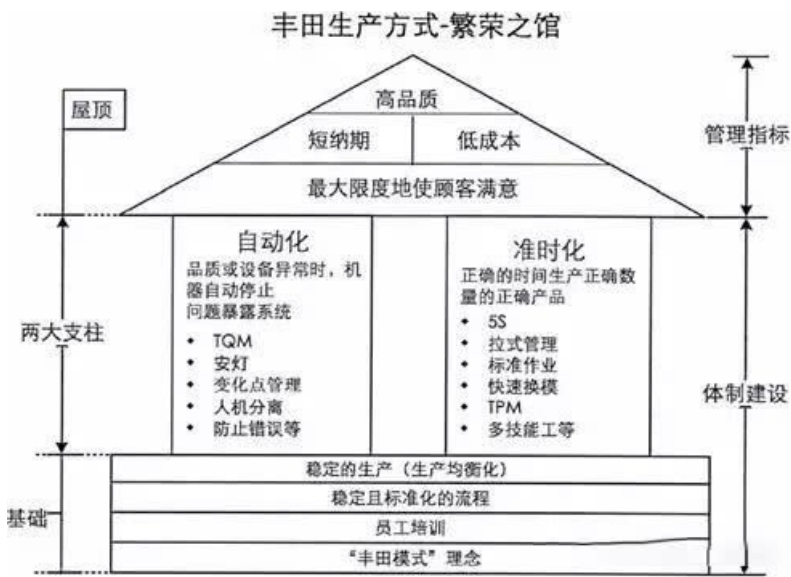 丰田生产方式-繁荣之馆
屋顶
高品质
短纳期
低成本
最大限度地使顾客满意
管理指标
两大支柱
自动化
品质或设备异常时，机
器自动停止
问题暴露系统
• TQM
• 安灯
• 变化点管理
• 人机分离
• 防止错误等
准时化
正确的时间生产正确数
量的正确产品
• 5S
• 拉式管理
• 标准作业
• 快速换模
• TPM
• 多技能工等
体制建设
基础
稳定的生产（生产均衡化）
稳定且标准化的流程
员工培训
“丰田模式”理念